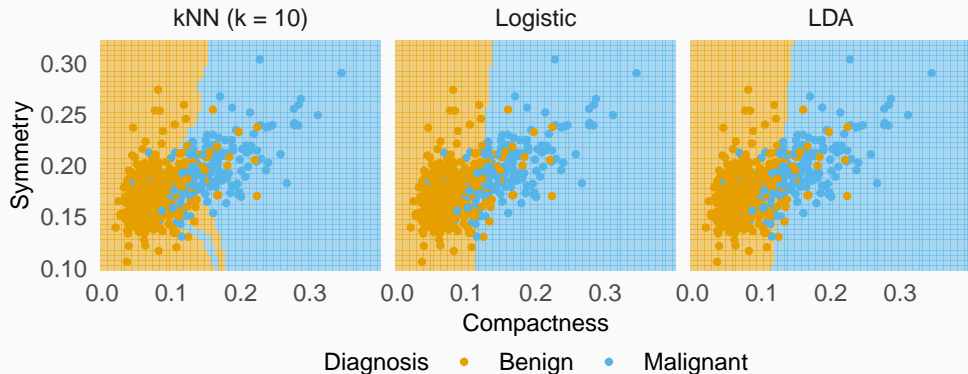 kNN (k = 10) Logistic LDA
Symmetry
0.30
0.25
0.20
0.15
0.10
0.0 0.1 0.2 0.3 0.0 0.1 0.2 0.3 0.0 0.1 0.2 0.3
Compactness
Diagnosis Benign Malignant